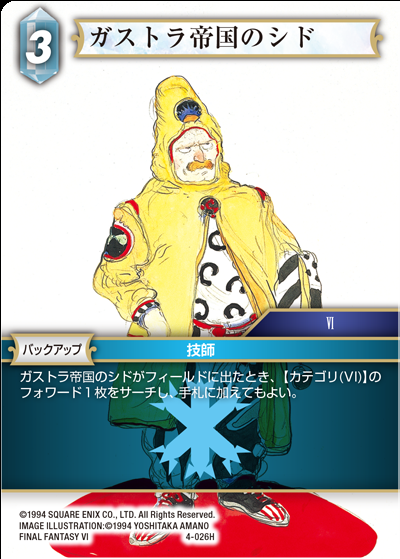 3
ガストラ帝国のシド
VI
バックアップ
技師
ガストラ帝国のシドがフィールドに出たとき、【カテゴリ(VI)】の
フォワード1枚をサーチし、手札に加えてもよい。
©1994 SQUARE ENIX CO., LTD. All Rights Reserved.
IMAGE ILLUSTRATION:©1994 YOSHITAKA AMANO
FINAL FANTASY VI 4-026H